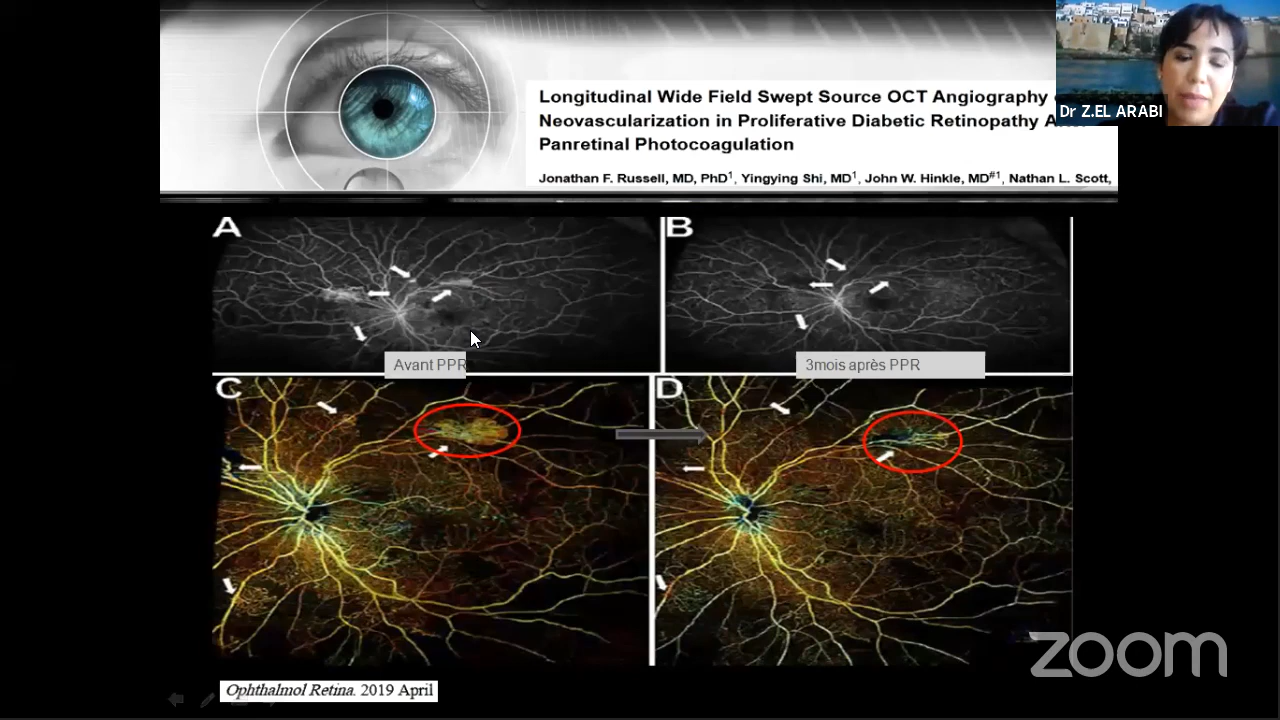 Dr Z.EL ARABI
Longitudinal Wide Field Swept Source OCT Angiography
Neovascularization in Proliferative Diabetic Retinopathy
Panretinal Photocoagulation
Jonathan F. Russell, MD, PhD1, Yingying Shi, MD1, John W. Hinkle, MD#1, Nathan L. Scott,
A
B
Avant PPR
3mois après PPR
C
D
zoom
Ophthalmol Retina. 2019 April